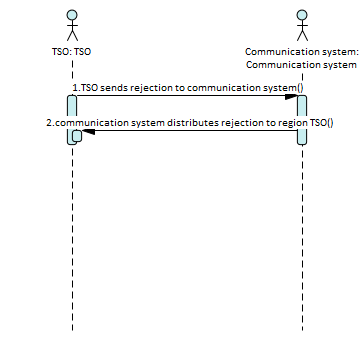 TSO: TSO
Communication system:
Communication system
1.TSO sends rejection to communication system()
2.communication system distributes rejection to region TSO()